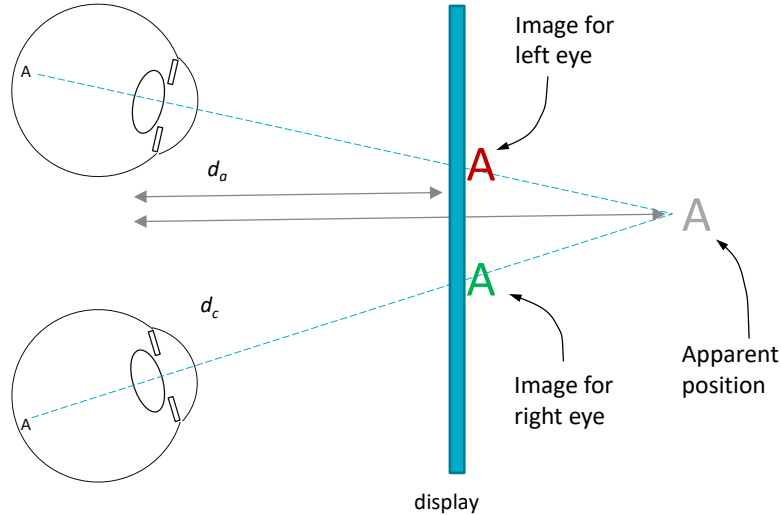 Image for
left eye
A
d_a
A
A
A
d_c
A
Image for
right eye
Apparent
position
display